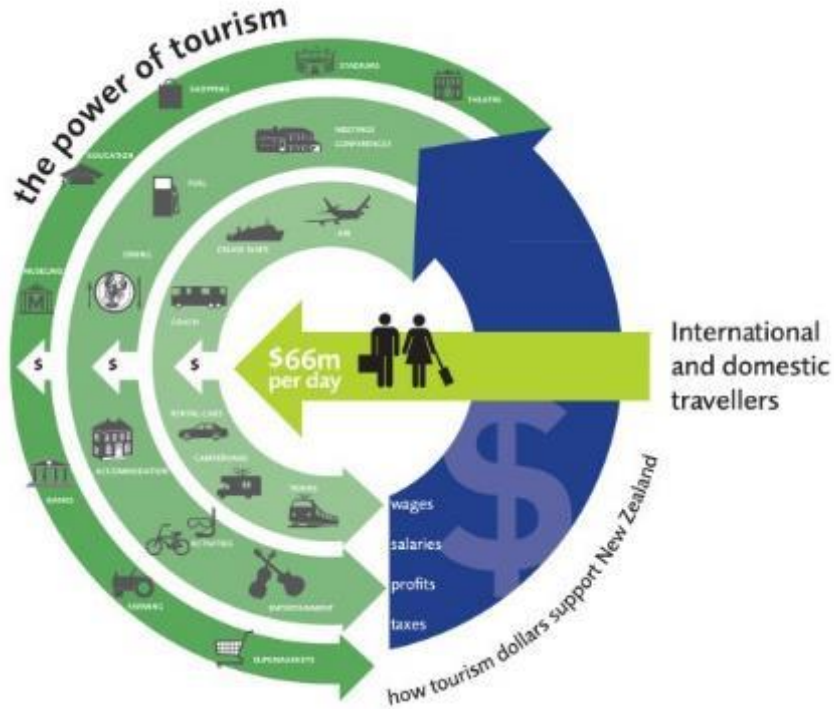 the power of tourism
STADIUMS
THEATRE
SHOPPING
EDUCATION
MUSEUMS
BANKS
FARMING
SUPERMARKETS
MEETINGS
CONFERENCES
FUEL
DINING
ACCOMMODATION
ACTIVITIES
ENTERTAINMENT
AIR
CRUISE SHIPS
COACH
RENTAL CARS
CAMPERVANS
$
$
$
$66m
per day
International
and domestic
travellers
wages
salaries
profits
taxes
$
how tourism dollars support New Zealand
M